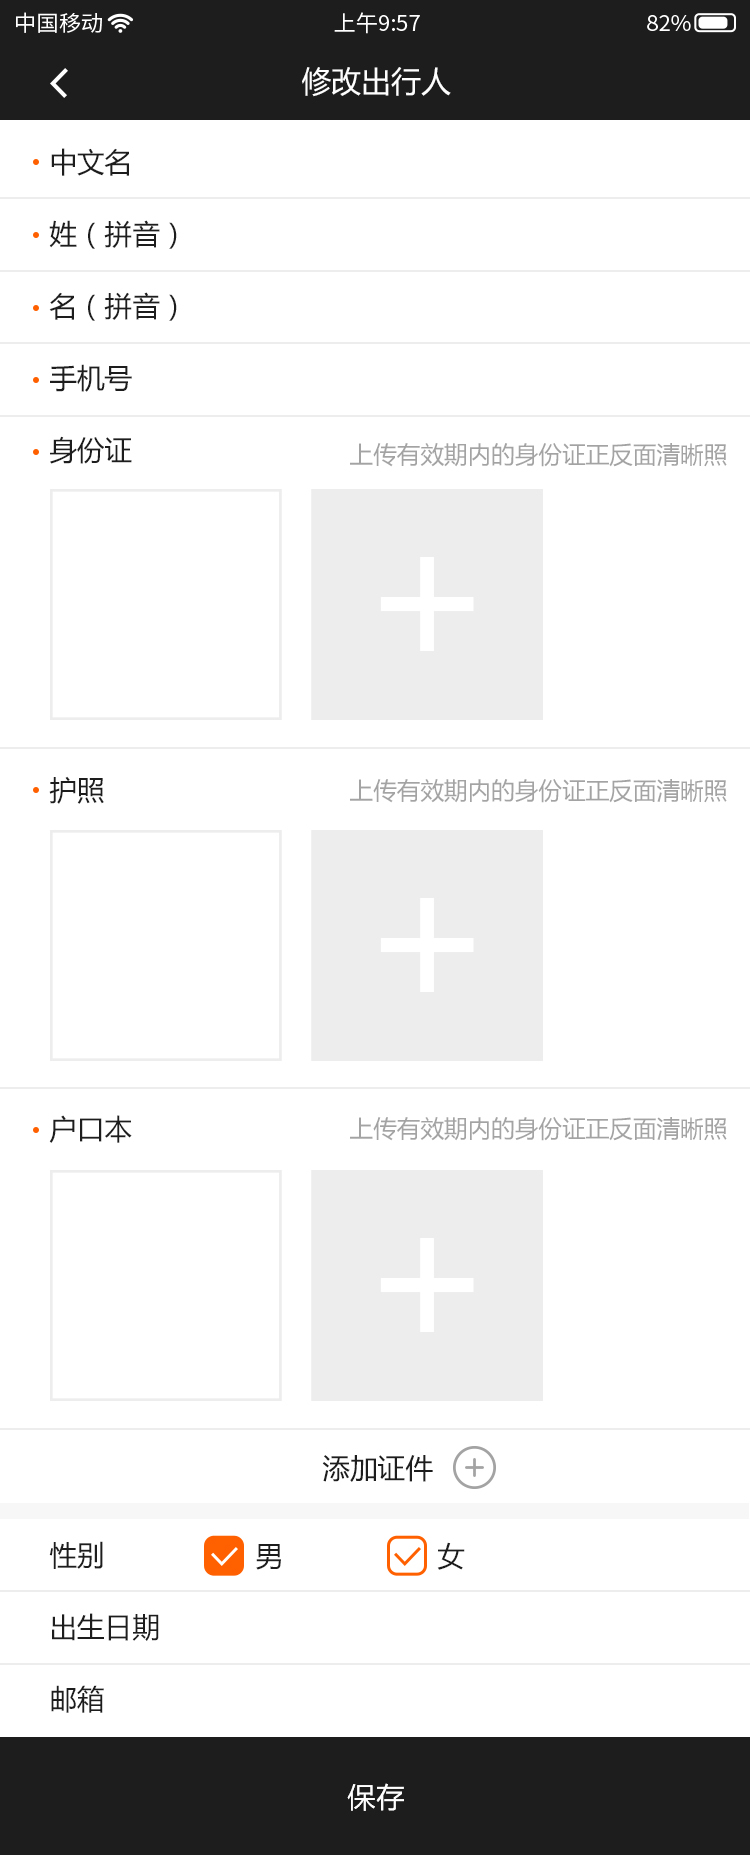 中国移动 上午9:57 82%
修改出行人
中文名
姓（拼音）
名（拼音）
手机号
身份证 上传有效期内的身份证正反面清晰照
护照 上传有效期内的身份证正反面清晰照
户口本 上传有效期内的身份证正反面清晰照
添加证件
性别 男 女
出生日期
邮箱
保存